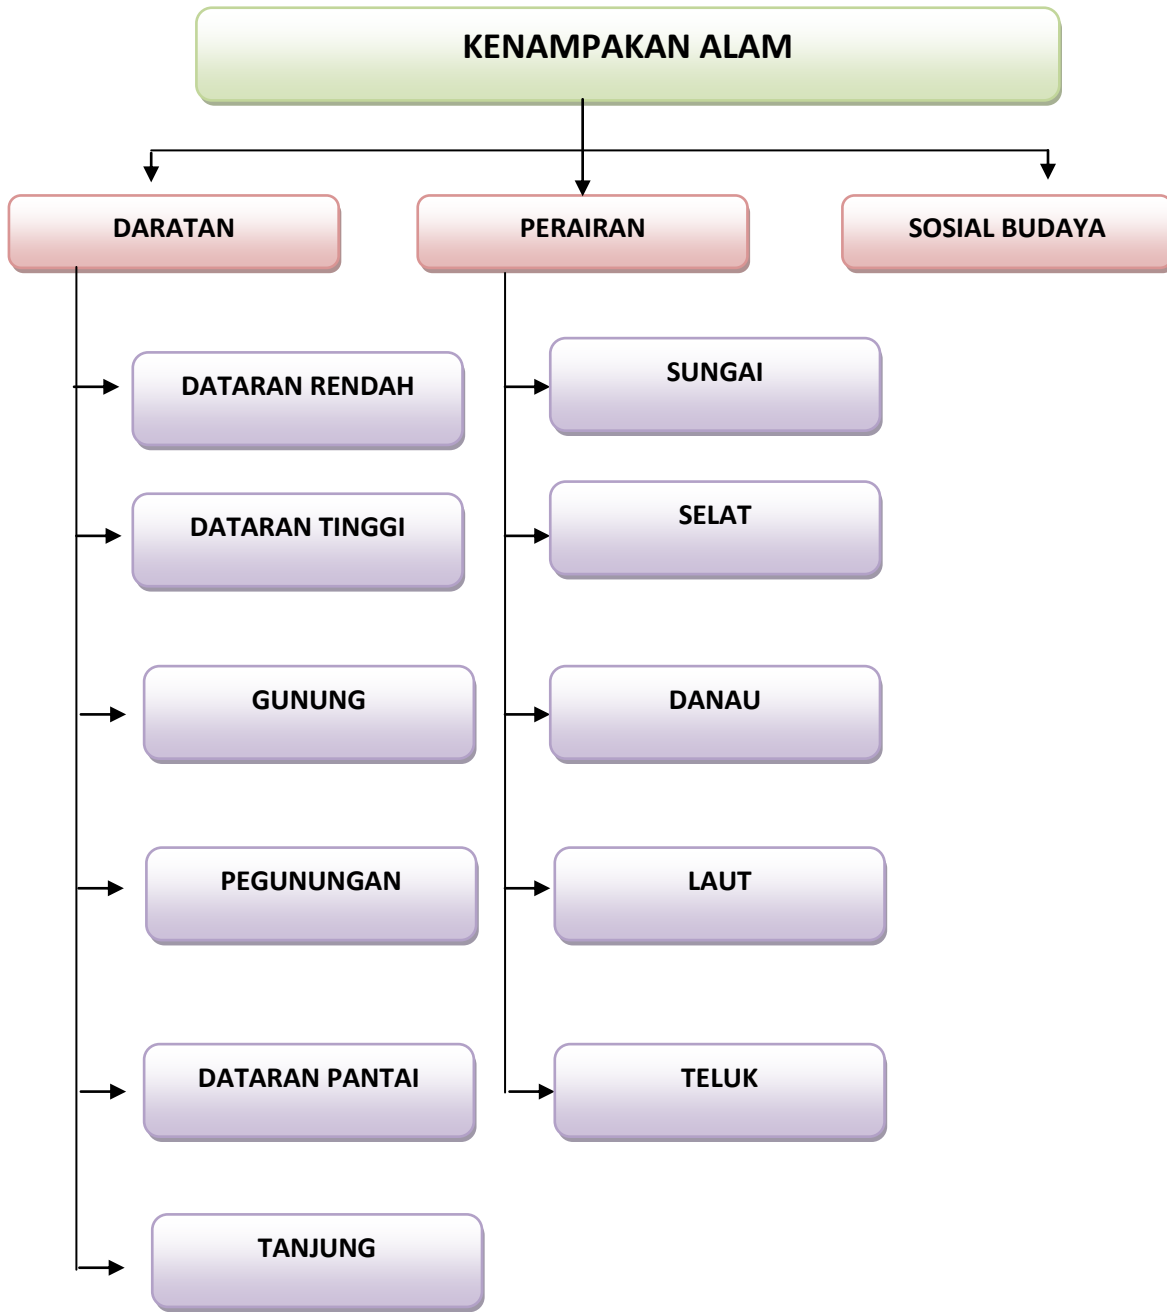 KENAMPAKAN ALAM
DARATAN
PERAIRAN
SOSIAL BUDAYA
DATARAN RENDAH
DATARAN TINGGI
GUNUNG
PEGUNUNGAN
DATARAN PANTAI
TANJUNG
SUNGAI
SELAT
DANAU
LAUT
TELUK